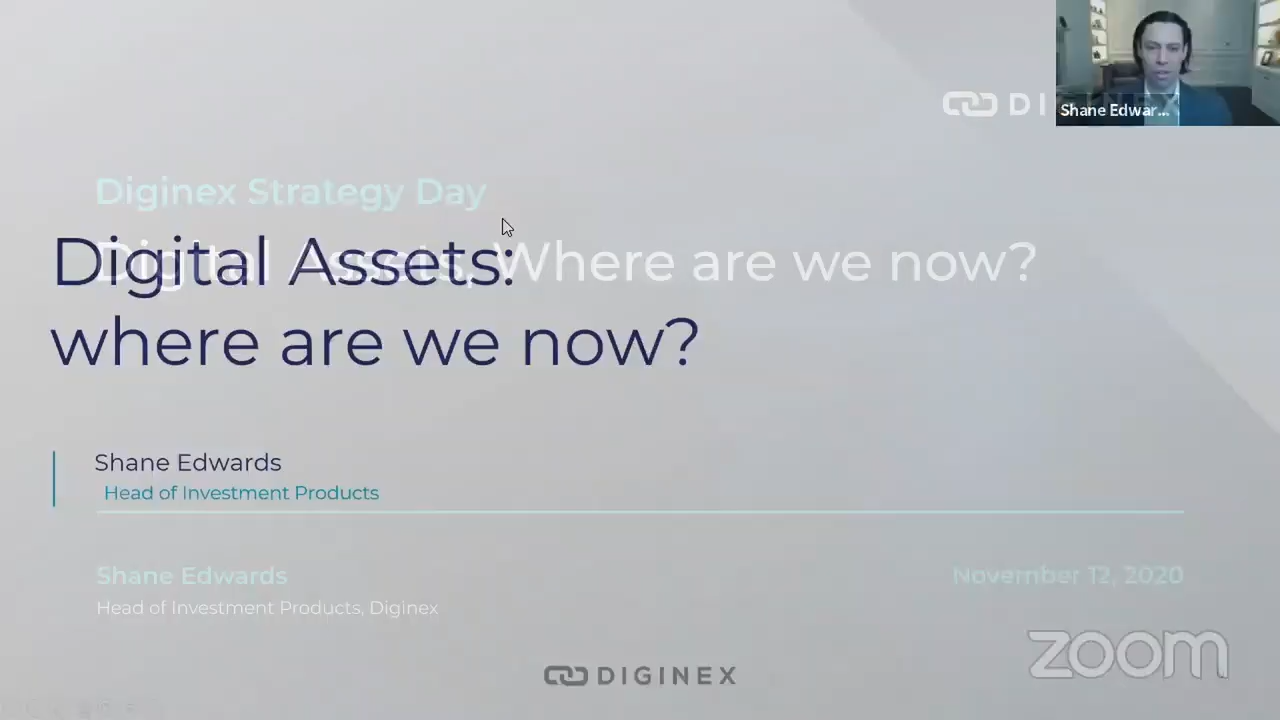 DI
Shane Edwar...
Diginex Strategy Day
Digital Assets, Where are we now?
Digital Assets:
where are we now?
Shane Edwards
Head of Investment Products
Shane Edwards
November 12, 2020
Head of Investment Products, Diginex
zoom
DIGINEX